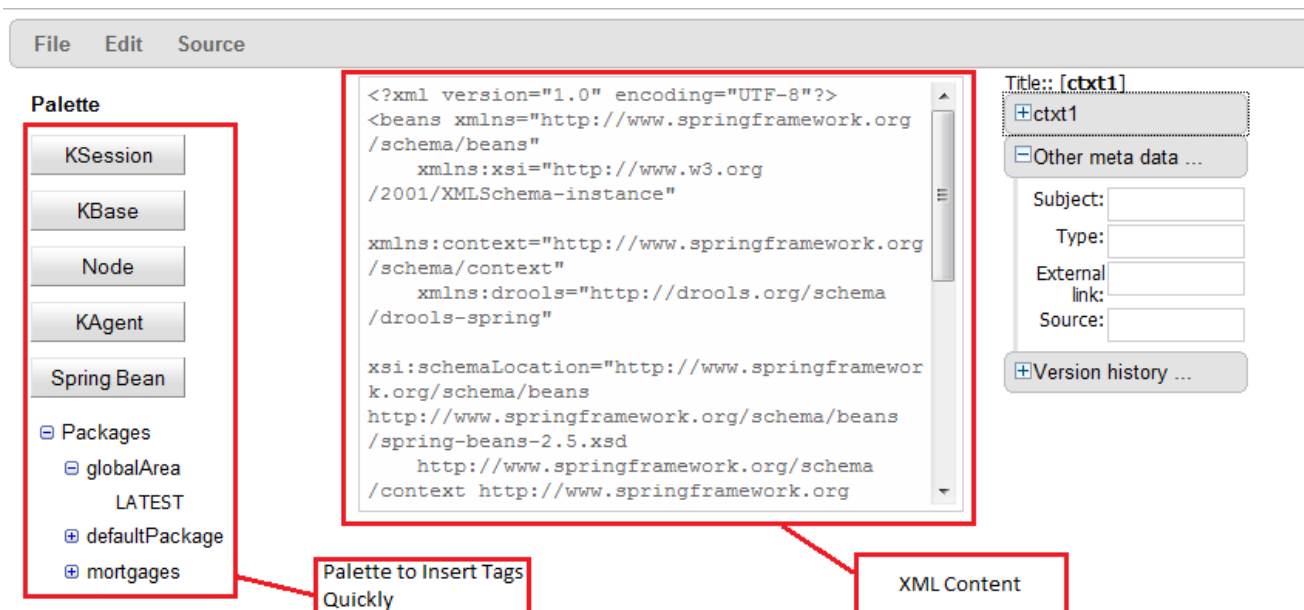 File Edit Source
Palette
KSession
KBase
Node
KAgent
Spring Bean
Packages
globalArea
LATEST
defaultPackage
mortgages
<?xml version="1.0" encoding="UTF-8"?>
<beans xmlns="http://www.springframework.org
/schema/beans"
xmlns:xsi="http://www.w3.org
/2001/XMLSchema-instance"
xmlns:context="http://www.springframework.org
/schema/context"
xmlns:drools="http://drools.org/schema
/drools-spring"
xsi:schemaLocation="http://www.springframewor
k.org/schema/beans
http://www.springframework.org/schema/beans
/spring-beans-2.5.xsd
http://www.springframework.org/schema
/context http://www.springframework.org
Title:: [ctxt1]
ctxt1
Other meta data ...
Subject:
Type:
External
link:
Source:
Version history ...
Palette to Insert Tags
Quickly
XML Content